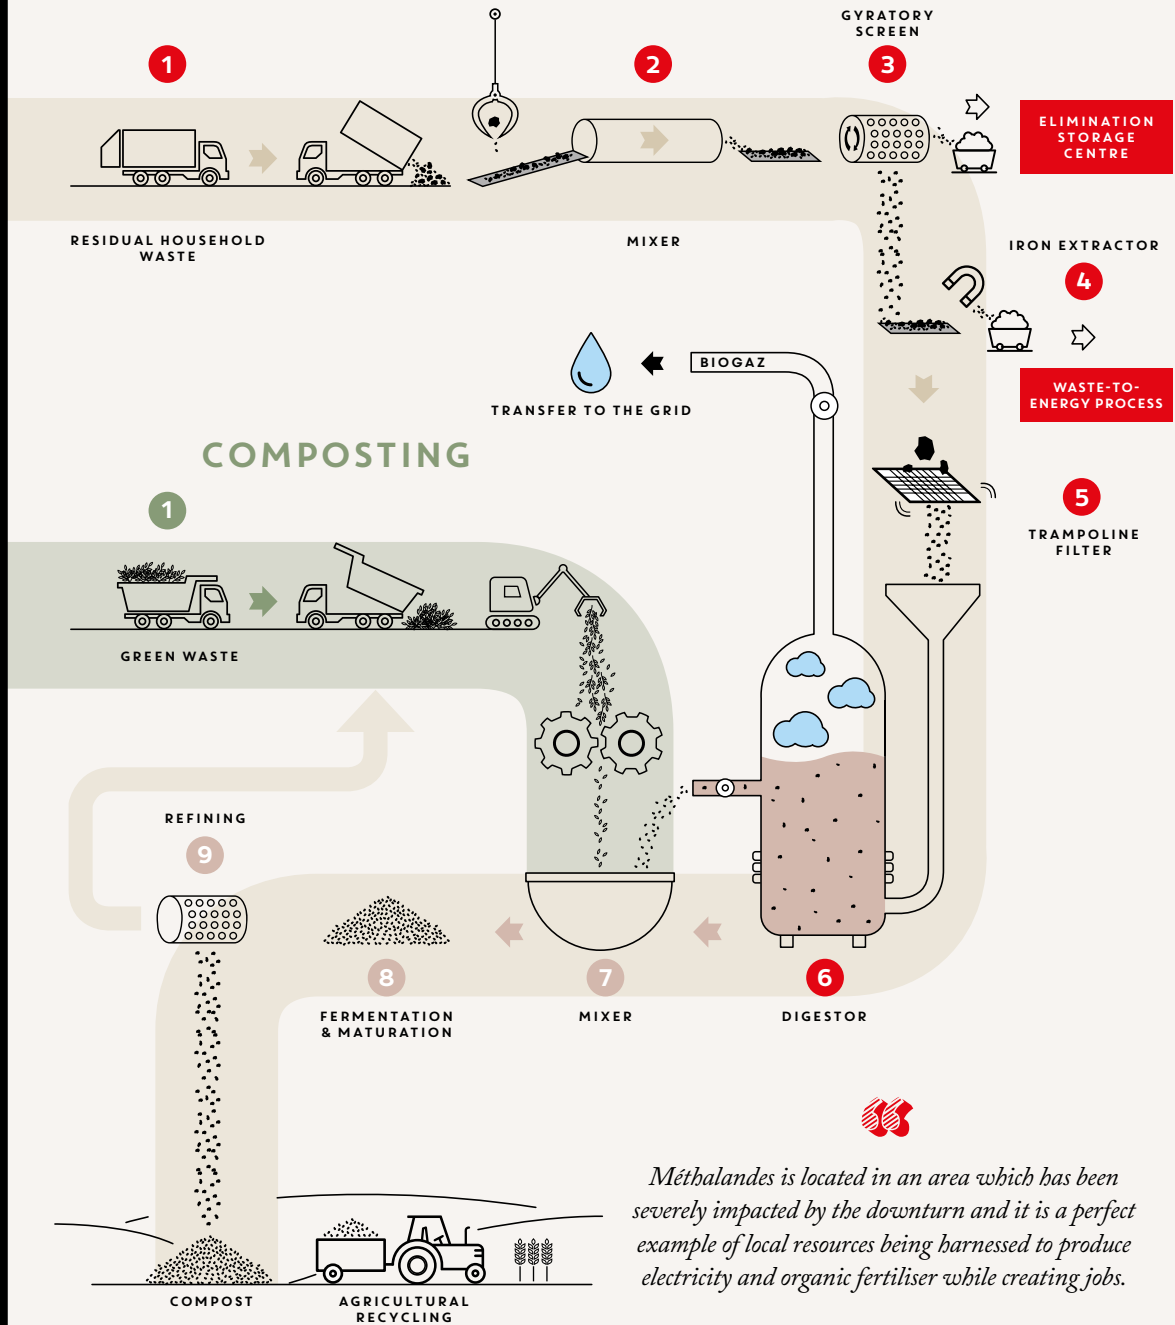 1
2
GYRATORY
SCREEN
3
ELIMINATION
STORAGE
CENTRE
RESIDUAL HOUSEHOLD
WASTE
MIXER
IRON EXTRACTOR
4
BIOGAZ
TRANSFER TO THE GRID
WASTE-TO-
ENERGY PROCESS
COMPOSTING
1
5
TRAMPOLINE
FILTER
GREEN WASTE
REFINING
9
8
FERMENTATION
& MATURATION
7
MIXER
6
DIGESTOR
Méthalandes is located in an area which has been
severely impacted by the downturn and it is a perfect
example of local resources being harnessed to produce
electricity and organic fertiliser while creating jobs.
COMPOST
AGRICULTURAL
RECYCLING